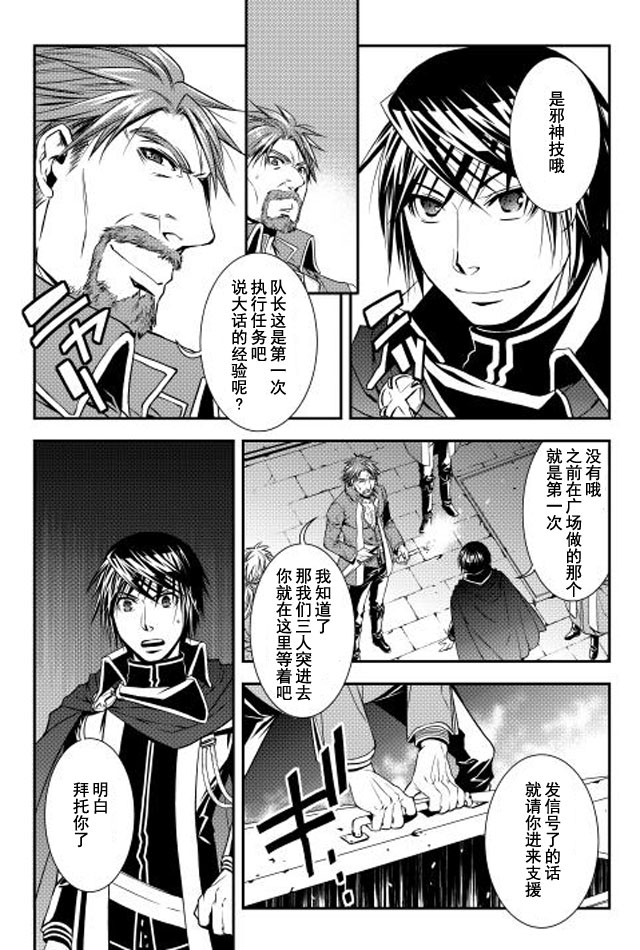 是邪神技哦
队长这是第一次
执行任务吧
说大话的经验呢？
没有哦
之前在广场做的那个
就是第一次
我知道了
那我们三人突进去
你就在这里等着吧
发信号了的话
就请你进来支援
明白
拜托你了